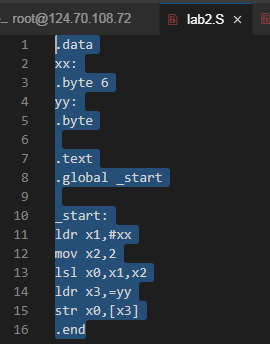 root@124.70.108.72
lab2.S ×
1 .data
2 xx:
3 .byte 6
4 yy:
5 .byte
6
7 .text
8 .global _start
9
10 _start:
11 ldr x1,#xx
12 mov x2,2
13 lsl x0,x1,x2
14 ldr x3,=yy
15 str x0,[x3]
16 .end